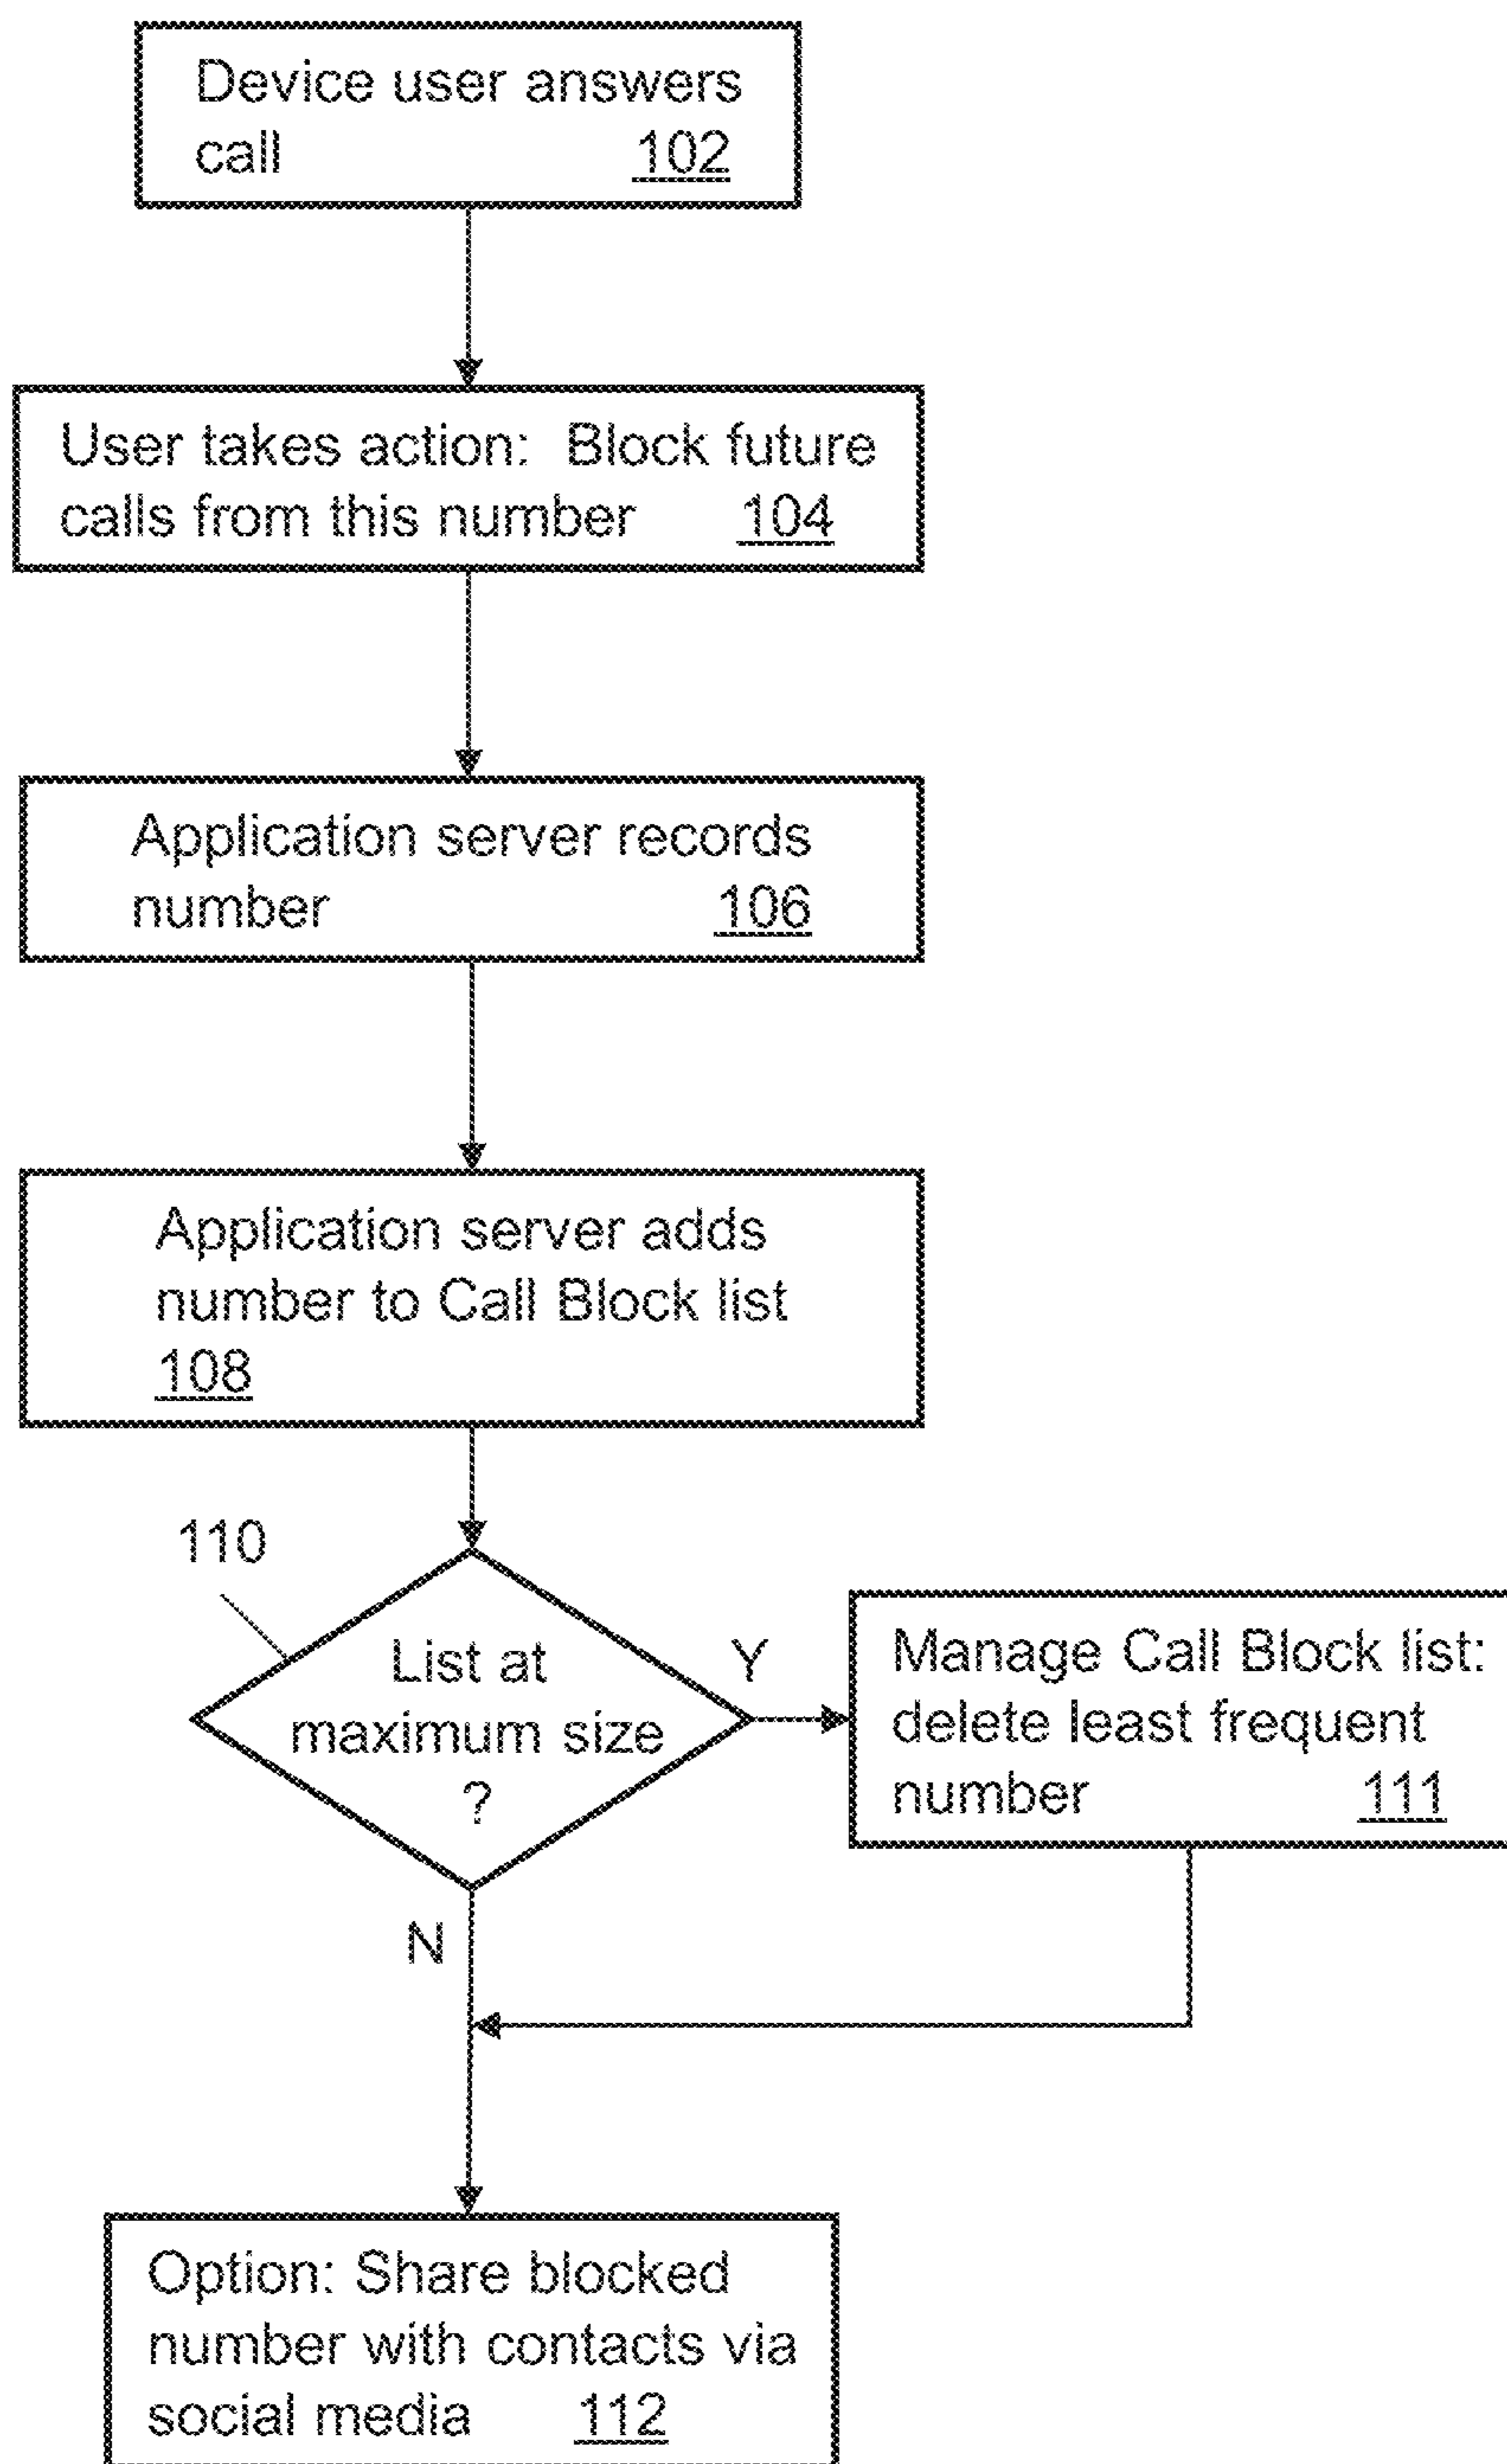 Device user answers
call 102
User takes action: Block future
calls from this number 104
Application server records
number 106
Application server adds
number to Call Block list
108
110
List at
maximum size
?
Y
Manage Call Block list:
delete least frequent
number 111
N
Option: Share blocked
number with contacts via
social media 112